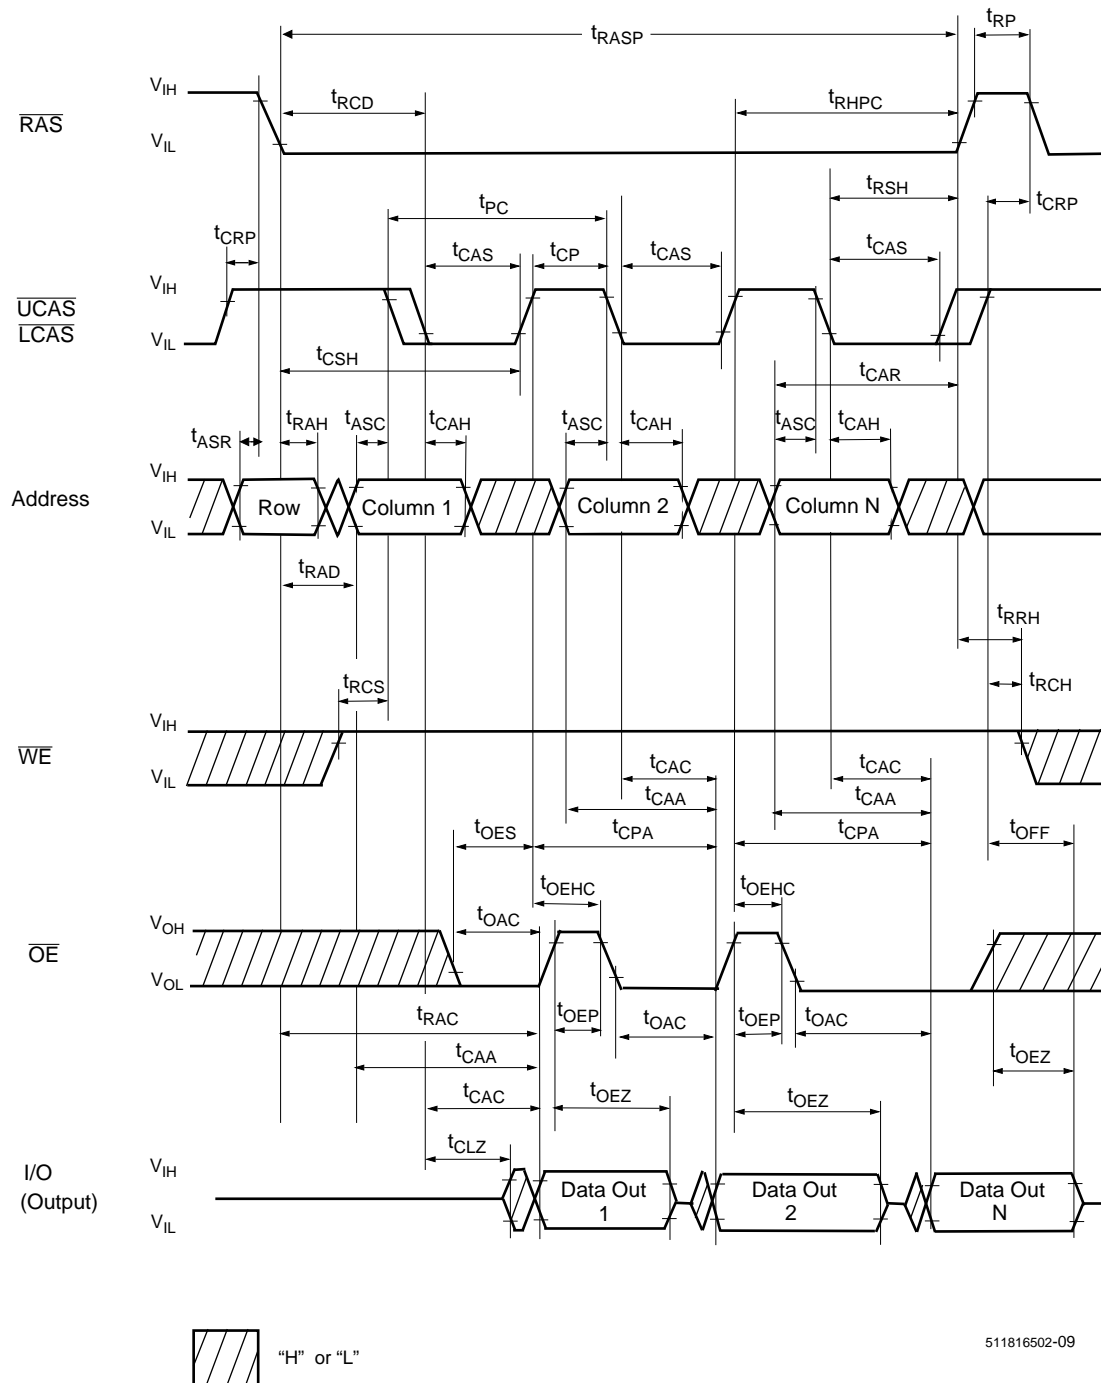 tRP
tRASP
VIH
tRCD
tRHPC
RAS
VIL
tRSH
tPC
tCRP
tCRP
tCAS
tCP
tCAS
tCAS
VIH
UCAS
LCAS
VIL
tCSH
tCAR
tASR
tRAH
tASC
tCAH
tASC
tCAH
tASC
tCAH
VIH
Address
Row
Column 1
Column 2
Column N
VIL
tRAD
tRRH
tRCS
tRCH
VIH
WE
VIL
tCAC
tCAC
tCAA
tCAA
tOES
tCPA
tCPA
tOFF
tOEHC
tOEHC
VOH
tOAC
OE
VOL
tRAC
tOEP
tOAC
tOEP
tOAC
tCAA
tOEZ
tCAC
tOEZ
tOEZ
tCLZ
VIH
I/O
(Output)
Data Out
1
Data Out
2
Data Out
N
VIL
511816502-09
“H” or “L”